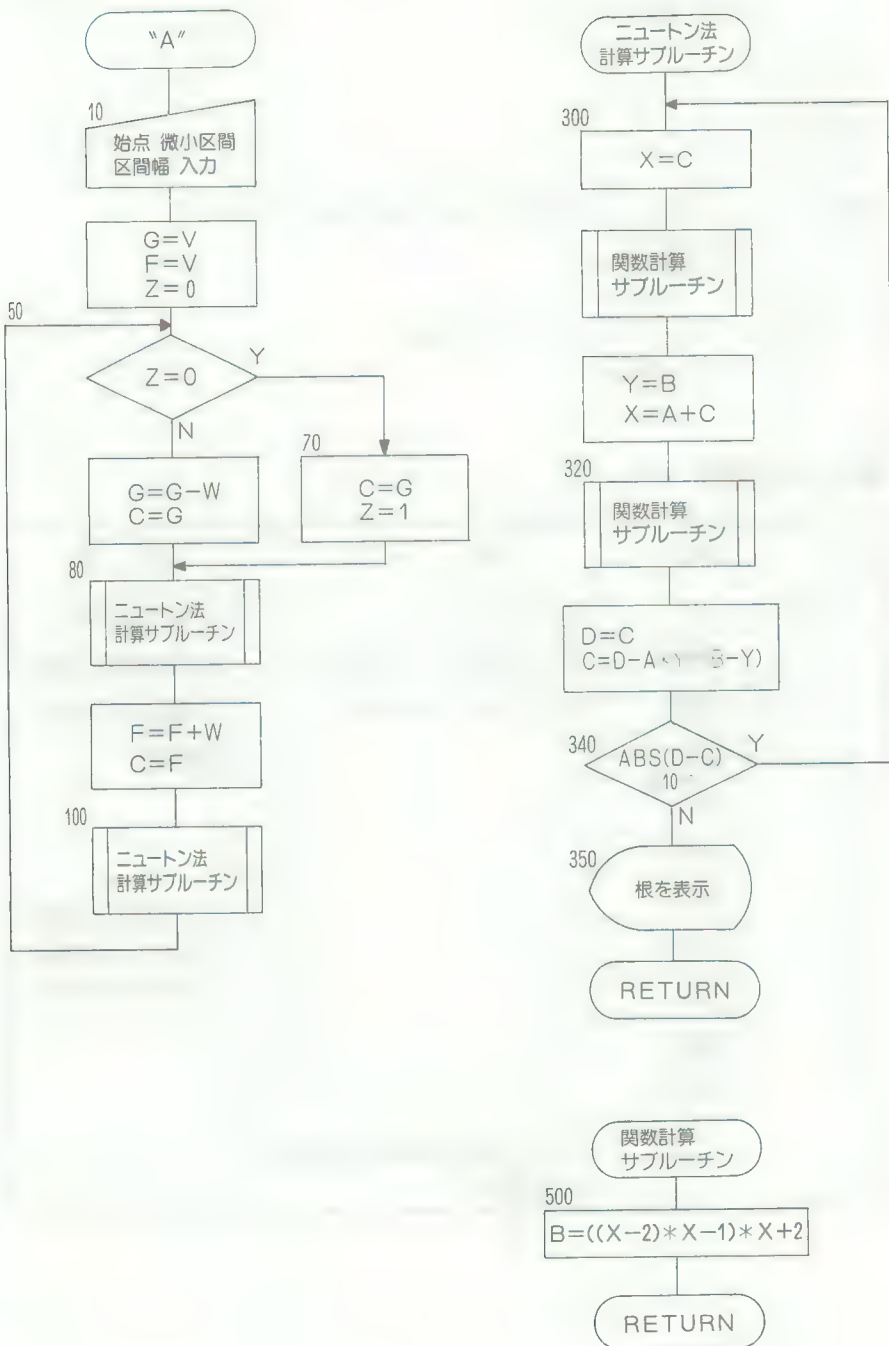 "A"
10
始点 微小区間
区間幅 入力
G=V
F=V
Z=0
50
Z=0
Y
N
G=G-W
C=G
70
C=G
Z=1
80
ニュートン法
計算サブルーチン
F=F+W
C=F
100
ニュートン法
計算サブルーチン
ニュートン法
計算サブルーチン
300
X=C
関数計算
サブルーチン
Y=B
X=A+C
320
関数計算
サブルーチン
D=C
C=D-A B-Y)
340
ABS(D-C)
10
Y
N
350
根を表示
RETURN
関数計算
サブルーチン
500
B=((X-2)*X-1)*X+2
RETURN